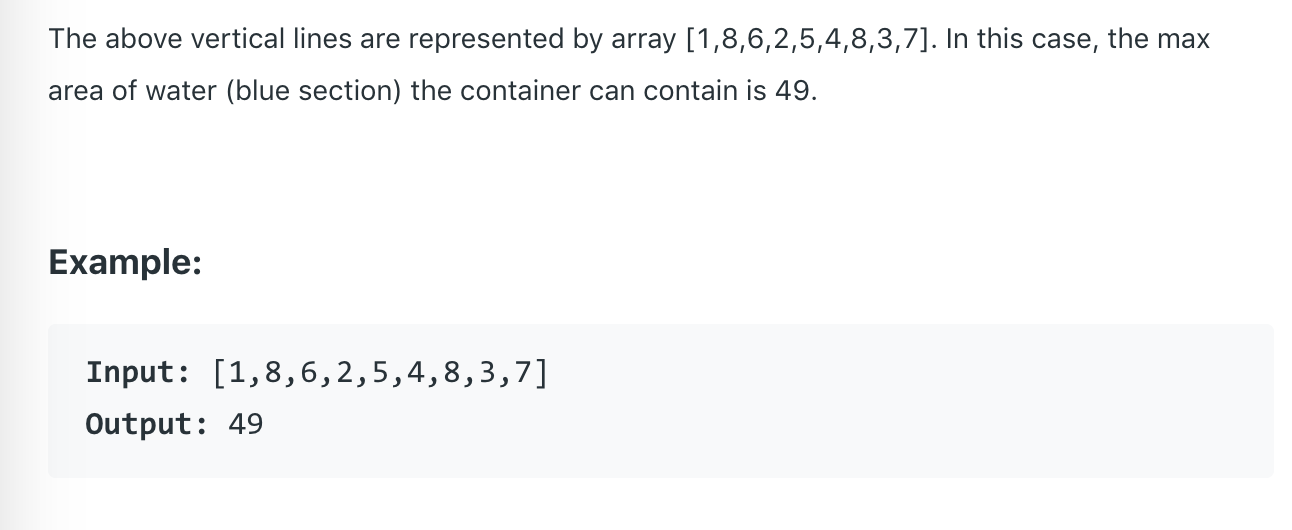 The above vertical lines are represented by array [1,8,6,2,5,4,8,3,7]. In this case, the max
area of water (blue section) the container can contain is 49.
Example:
Input: [1,8,6,2,5,4,8,3,7]
Output: 49